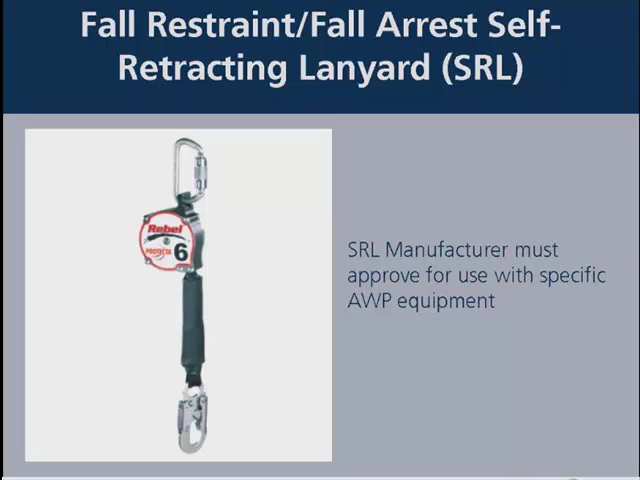 Fall Restraint/Fall Arrest Self-
Retracting Lanyard (SRL)
Rebel
PROTECTA
6
SRL Manufacturer must
approve for use with specific
AWP equipment